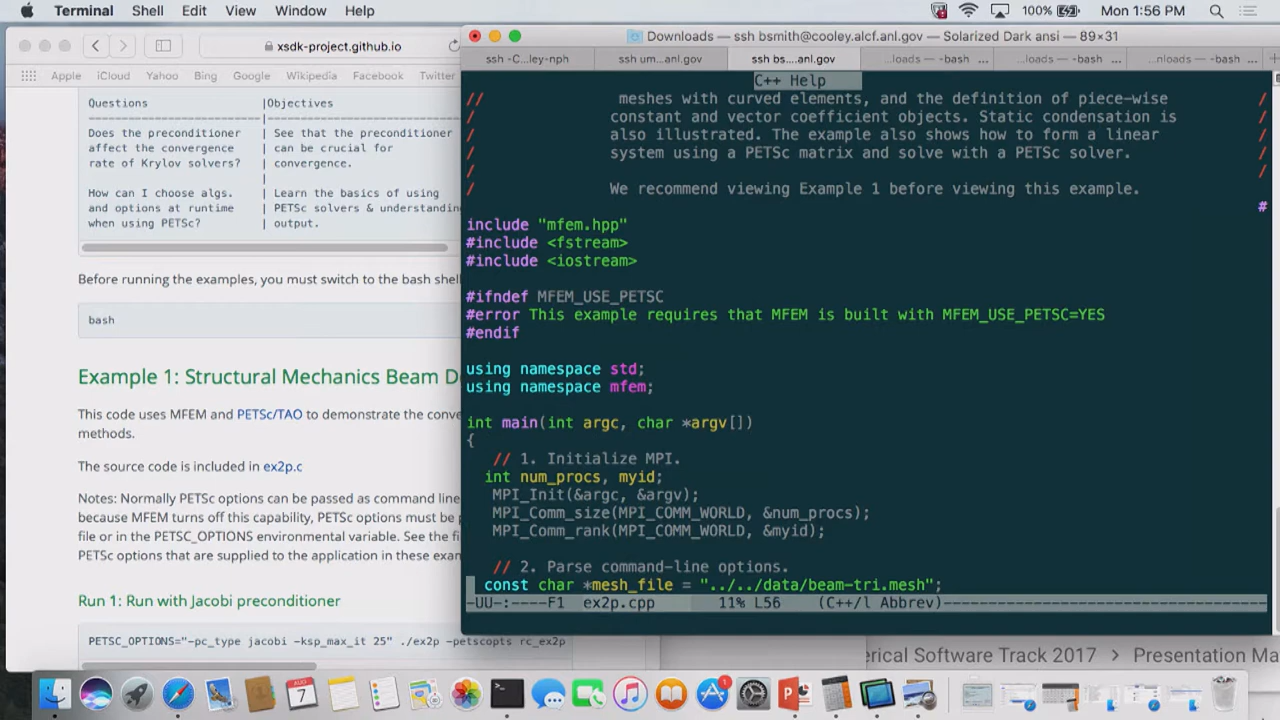 Terminal Shell Edit View Window Help 100% Mon 1:56 PM
xsdk-project.github.io
Apple iCloud Yahoo Bing Google Wikipedia Facebook Twitter
Questions |Objectives
Does the preconditioner | See that the preconditioner
affect the convergence | can be crucial for
rate of Krylov solvers? | convergence.
|
How can I choose algs. | Learn the basics of using
and options at runtime | PETSc solvers & understanding
when using PETSc? | output.
Before running the examples, you must switch to the bash shell
bash
Example 1: Structural Mechanics Beam D
This code uses MFEM and PETSc/TAO to demonstrate the conve
methods.
The source code is included in ex2p.c
Notes: Normally PETSc options can be passed as command line
because MFEM turns off this capability, PETSc options must be p
file or in the PETSC_OPTIONS environmental variable. See the fi
PETSc options that are supplied to the application in these exam
Run 1: Run with Jacobi preconditioner
PETSC_OPTIONS="-pc_type jacobi -ksp_max_it 25" ./ex2p -petscopts rc_ex2p
Downloads — ssh bsmith@cooley.alcf.anl.gov — Solarized Dark ansi — 89×31
ssh -C...ley-nph ssh um...anl.gov ssh bs....anl.gov ...loads — -bash ... ...loads — -bash ... ...nloads — -bash ...
C++ Help
// meshes with curved elements, and the definition of piece-wise /
/ constant and vector coefficient objects. Static condensation is /
/ also illustrated. The example also shows how to form a linear /
/ system using a PETSc matrix and solve with a PETSc solver. /
/ /
/ We recommend viewing Example 1 before viewing this example.
#
include "mfem.hpp"
#include <fstream>
#include <iostream>
#ifndef MFEM_USE_PETSC
#error This example requires that MFEM is built with MFEM_USE_PETSC=YES
#endif
using namespace std;
using namespace mfem;
int main(int argc, char *argv[])
{
// 1. Initialize MPI.
int num_procs, myid;
MPI_Init(&argc, &argv);
MPI_Comm_size(MPI_COMM_WORLD, &num_procs);
MPI_Comm_rank(MPI_COMM_WORLD, &myid);
// 2. Parse command-line options.
const char *mesh_file = "../../data/beam-tri.mesh";
-UU-:----F1 ex2p.cpp 11% L56 (C++/l Abbrev)
erical Software Track 2017 > Presentation Ma
AUG
7
1